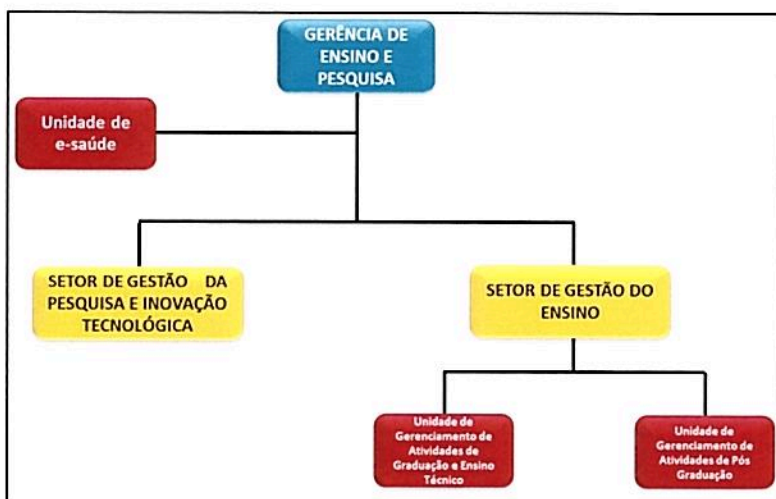 GERÊNCIA DE
ENSINO E
PESQUISA
Unidade de
e-saúde
SETOR DE GESTÃO DA
PESQUISA E INOVAÇÃO
TECNOLÓGICA
SETOR DE GESTÃO DO
ENSINO
Unidade de
Gerenciamento de
Atividades de
Graduação e Ensino
Técnico
Unidade de
Gerenciamento de
Atividades de Pós
Graduação